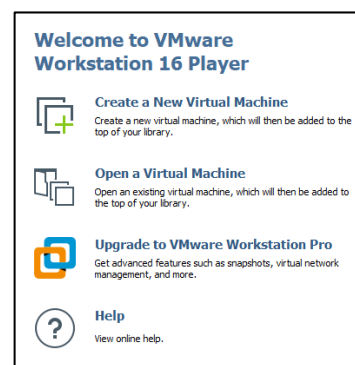 Welcome to VMware
Workstation 16 Player
Create a New Virtual Machine
Create a new virtual machine, which will then be added to the
top of your library.
Open a Virtual Machine
Open an existing virtual machine, which will then be added to
the top of your library.
Upgrade to VMware Workstation Pro
Get advanced features such as snapshots, virtual network
management, and more.
?
Help
View online help.